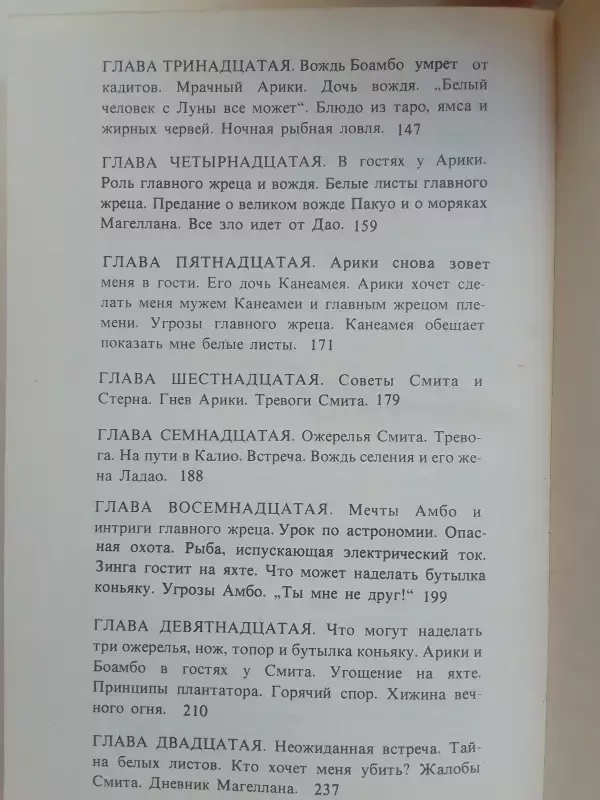 ГЛАВА ТРИНАДЦАТАЯ. Вождь Боамбо умрет от
кадитов. Мрачный Арики. Дочь вождя. „Белый
человек с Луны все может“. Блюдо из таро, ямса и
жирных червей. Ночная рыбная ловля. 147
ГЛАВА ЧЕТЫРНАДЦАТАЯ. В гостях у Арики.
Роль главного жреца и вождя. Белые листы главного
жреца. Предание о великом вожде Пакуо и о моряках
Магеллана. Все зло идет от Дао. 159
ГЛАВА ПЯТНАДЦАТАЯ. Арики снова зовет
меня в гости. Его дочь Канеамея. Арики хочет сде-
лать меня мужем Канеамеи и главным жрецом пле-
мени. Угрозы главного жреца. Канеамея обещает
показать мне белые листы. 171
ГЛАВА ШЕСТНАДЦАТАЯ. Советы Смита и
Стерна. Гнев Арики. Тревоги Смита. 179
ГЛАВА СЕМНАДЦАТАЯ. Ожерелья Смита. Трево-
га. На пути в Калио. Встреча. Вождь селения и его же-
на Ладао. 188
ГЛАВА ВОСЕМНАДЦАТАЯ. Мечты Амбо и
интриги главного жреца. Урок по астрономии. Опас-
ная охота. Рыба, испускающая электрический ток.
Зинга гостит на яхте. Что может наделать бутылка
коньяку. Угрозы Амбо. „Ты мне не друг!“ 199
ГЛАВА ДЕВЯТНАДЦАТАЯ. Что могут наделать
три ожерелья, нож, топор и бутылка коньяку. Арики и
Боамбо в гостях у Смита. Угощение на яхте.
Принципы плантатора. Горячий спор. Хижина веч-
ного огня. 210
ГЛАВА ДВАДЦАТАЯ. Неожиданная встреча. Тай-
на белых листов. Кто хочет меня убить? Жалобы
Смита. Дневник Магеллана. 237